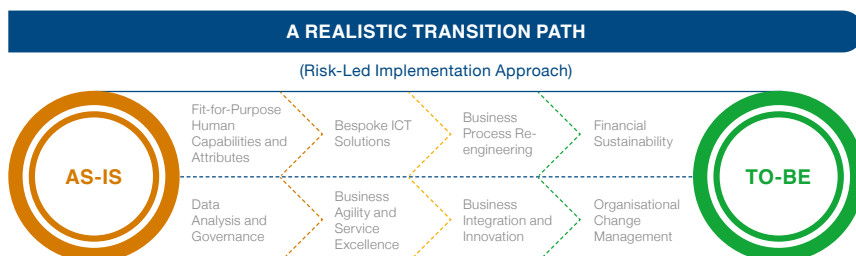 A REALISTIC TRANSITION PATH
(Risk-Led Implementation Approach)
AS-IS
Fit-for-Purpose
Human
Capabilities and
Attributes
Bespoke ICT
Solutions
Business
Process Re-
engineering
Financial
Sustainability
Data
Analysis and
Governance
Business
Agility and
Service
Excellence
Business
Integration and
Innovation
Organisational
Change
Management
TO-BE